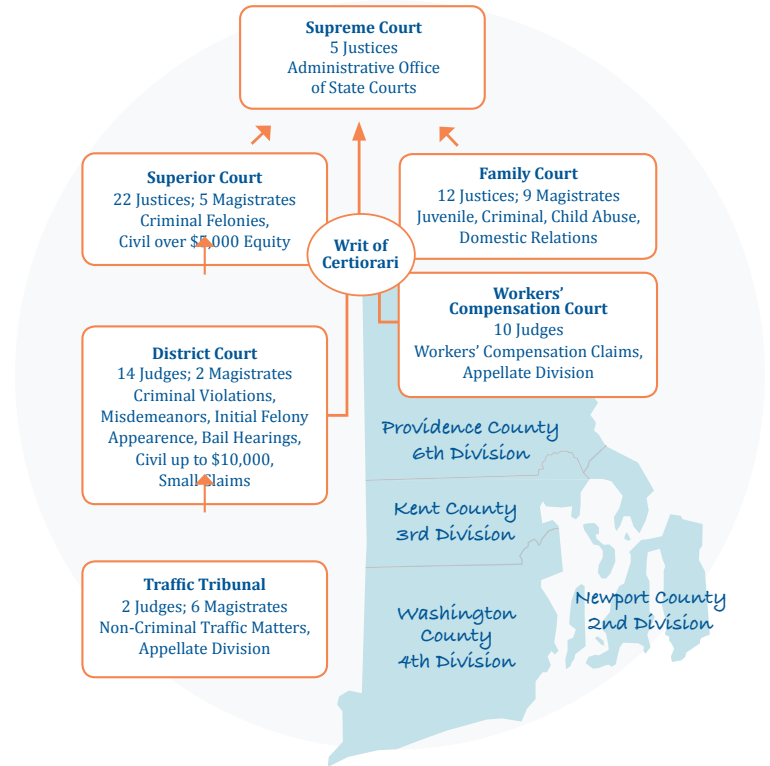 Supreme Court
5 Justices
Administrative Office
of State Courts
Superior Court
22 Justices; 5 Magistrates
Criminal Felonies,
Civil over $5,000 Equity
Family Court
12 Justices; 9 Magistrates
Juvenile, Criminal, Child Abuse,
Domestic Relations
Writ of
Certiorari
Workers'
Compensation Court
10 Judges
Workers' Compensation Claims,
Appellate Division
District Court
14 Judges; 2 Magistrates
Criminal Violations,
Misdemeanors, Initial Felony
Appearence, Bail Hearings,
Civil up to $10,000,
Small Claims
Providence County
6th Division
Kent County
3rd Division
Traffic Tribunal
2 Judges; 6 Magistrates
Non-Criminal Traffic Matters,
Appellate Division
Washington
County
4th Division
Newport County
2nd Division